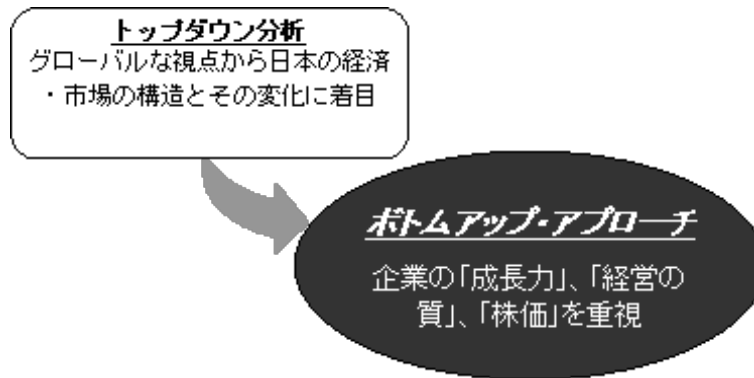 トップダウン分析
グローバルな視点から日本の経済
・市場の構造とその変化に着目
ボトムアップ・アプローチ
企業の「成長力」、「経営の
質」、「株価」を重視